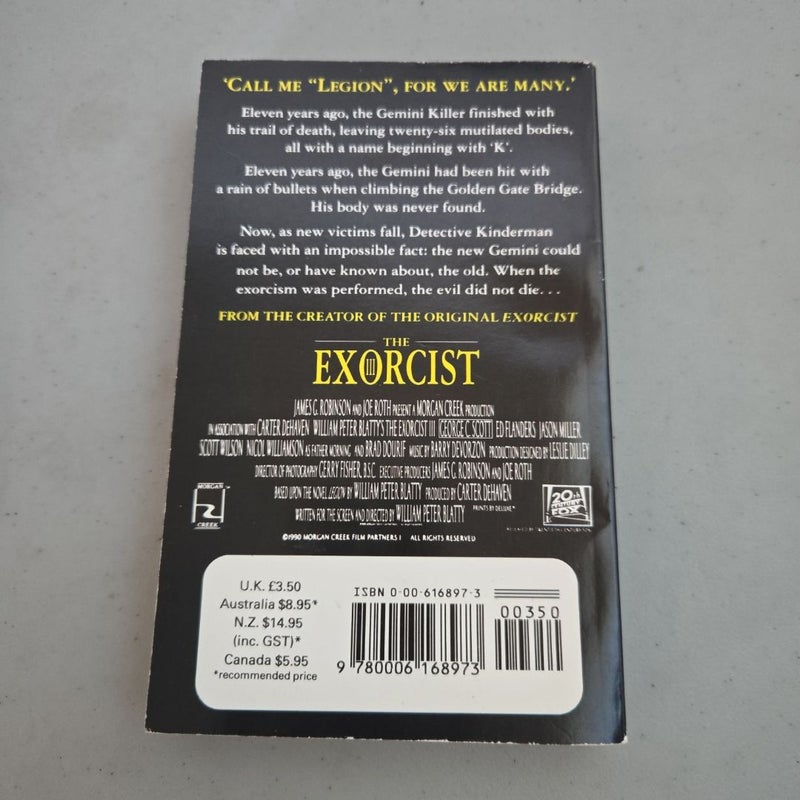 ‘CALL ME “LEGION”, FOR WE ARE MANY.’
Eleven years ago, the Gemini Killer finished with
his trail of death, leaving twenty-six mutilated bodies,
all with a name beginning with ‘K’.
Eleven years ago, the Gemini had been hit with
a rain of bullets when climbing the Golden Gate Bridge.
His body was never found.
Now, as new victims fall, Detective Kinderman
is faced with an impossible fact: the new Gemini could
not be, or have known about, the old. When the
exorcism was performed, the evil did not die. . .
FROM THE CREATOR OF THE ORIGINAL EXORCIST
THE
EXORCIST
III
JAMES G. ROBINSON AND JOE ROTH PRESENT A MORGAN CREEK PRODUCTION
IN ASSOCIATION WITH CARTER DEHAVEN WILLIAM PETER BLATTY'S THE EXORCIST III GEORGE C. SCOTT ED FLANDERS JASON MILLER
SCOTT WILSON NICOL WILLIAMSON AS FATHER MORNING AND BRAD DOURIF MUSIC BY BARRY DEVORZON PRODUCTION DESIGNED BY LESLIE DILLEY
DIRECTOR OF PHOTOGRAPHY GERRY FISHER, B.S.C. EXECUTIVE PRODUCERS JAMES G. ROBINSON AND JOE ROTH
BASED UPON THE NOVEL LEGION BY WILLIAM PETER BLATTY PRODUCED BY CARTER DEHAVEN
WRITTEN FOR THE SCREEN AND DIRECTED BY WILLIAM PETER BLATTY PRINTS BY DELUXE
MORGAN
CREEK
20th
CENTURY
FOX
©1990 MORGAN CREEK FILM PARTNERS I ALL RIGHTS RESERVED
U.K. £3.50
Australia $8.95*
N.Z. $14.95
(inc. GST)*
Canada $5.95
*recommended price
ISBN 0-00-616897-3
00350
9 780006 168973